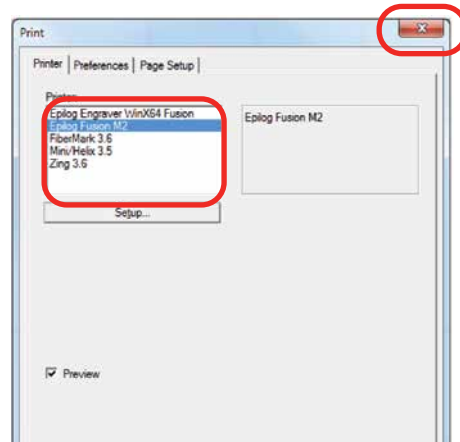 Print
Printer Preferences Page Setup
Printer
Epilog Engraver WinX64 Fusion
Epilog Fusion M2
Epilog Fusion M2
FiberMark 3.6
Mini/Helix 3.5
Zing 3.6
Setup...
Preview